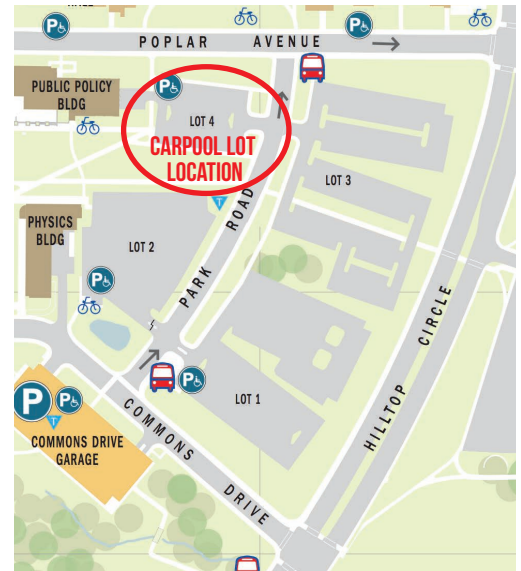 POPLAR AVENUE
PUBLIC POLICY
BLDG
LOT 4
CARPOOL LOT
LOCATION
LOT 3
T
PARK ROAD
PHYSICS
BLDG
LOT 2
HILLTOP CIRCLE
P
P
P
P
LOT 1
P
P
T
COMMONS DRIVE
GARAGE
COMMONS DRIVE